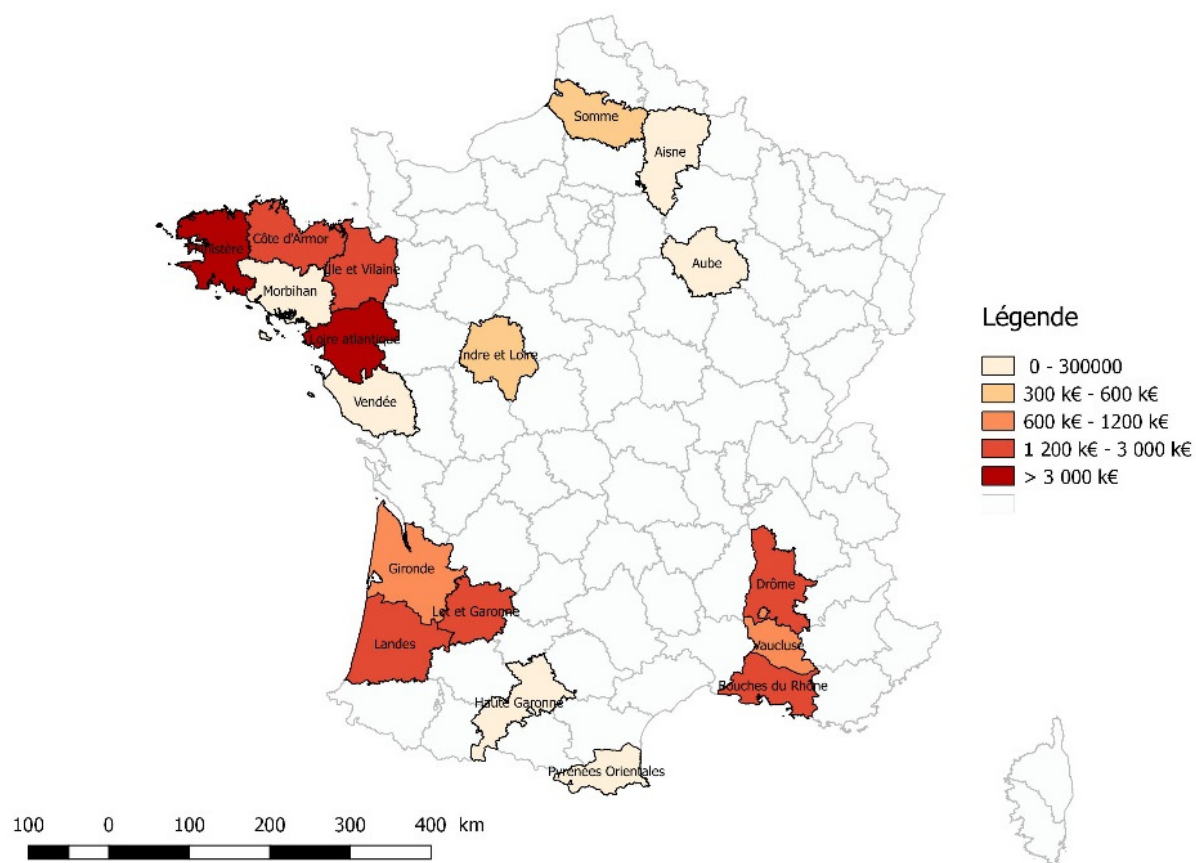 Somme
Aisne
Côte d'Armor
Finistère
Ille et Vilaine
Aube
Morbihan
Loire atlantique
Indre et Loire
Vendée
Légende
0 - 300000
300 k€ - 600 k€
600 k€ - 1200 k€
1 200 k€ - 3 000 k€
> 3 000 k€
Gironde
Drôme
Lot et Garonne
Landes
Vaucluse
Bouches du Rhône
Haute Garonne
Pyrénées Orientales
100 0 100 200 300 400 km